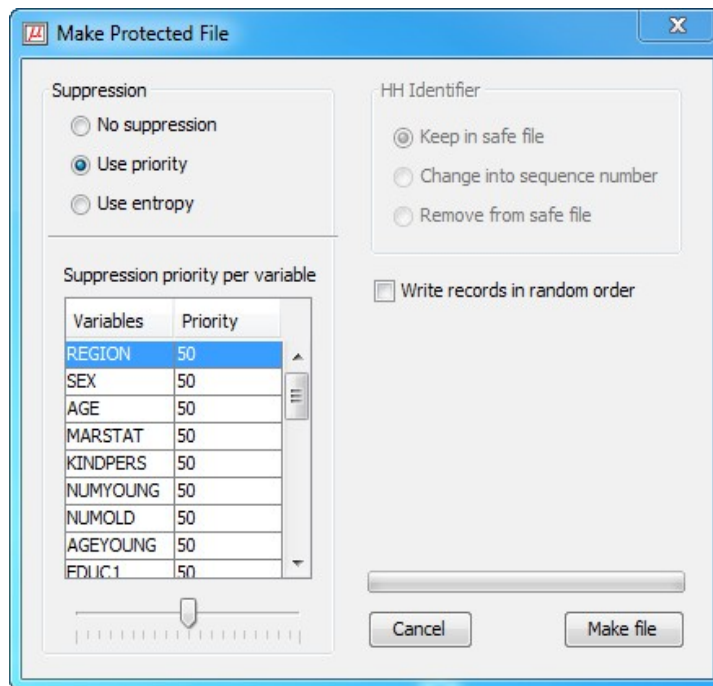 μ Make Protected File X
Suppression
No suppression
Use priority
Use entropy
HH Identifier
Keep in safe file
Change into sequence number
Remove from safe file
Suppression priority per variable
Variables Priority
REGION 50
SEX 50
AGE 50
MARSTAT 50
KINDPERS 50
NUMYOUNG 50
NUMOLD 50
AGEYOUNG 50
EDUC1 50
Write records in random order
Cancel Make file